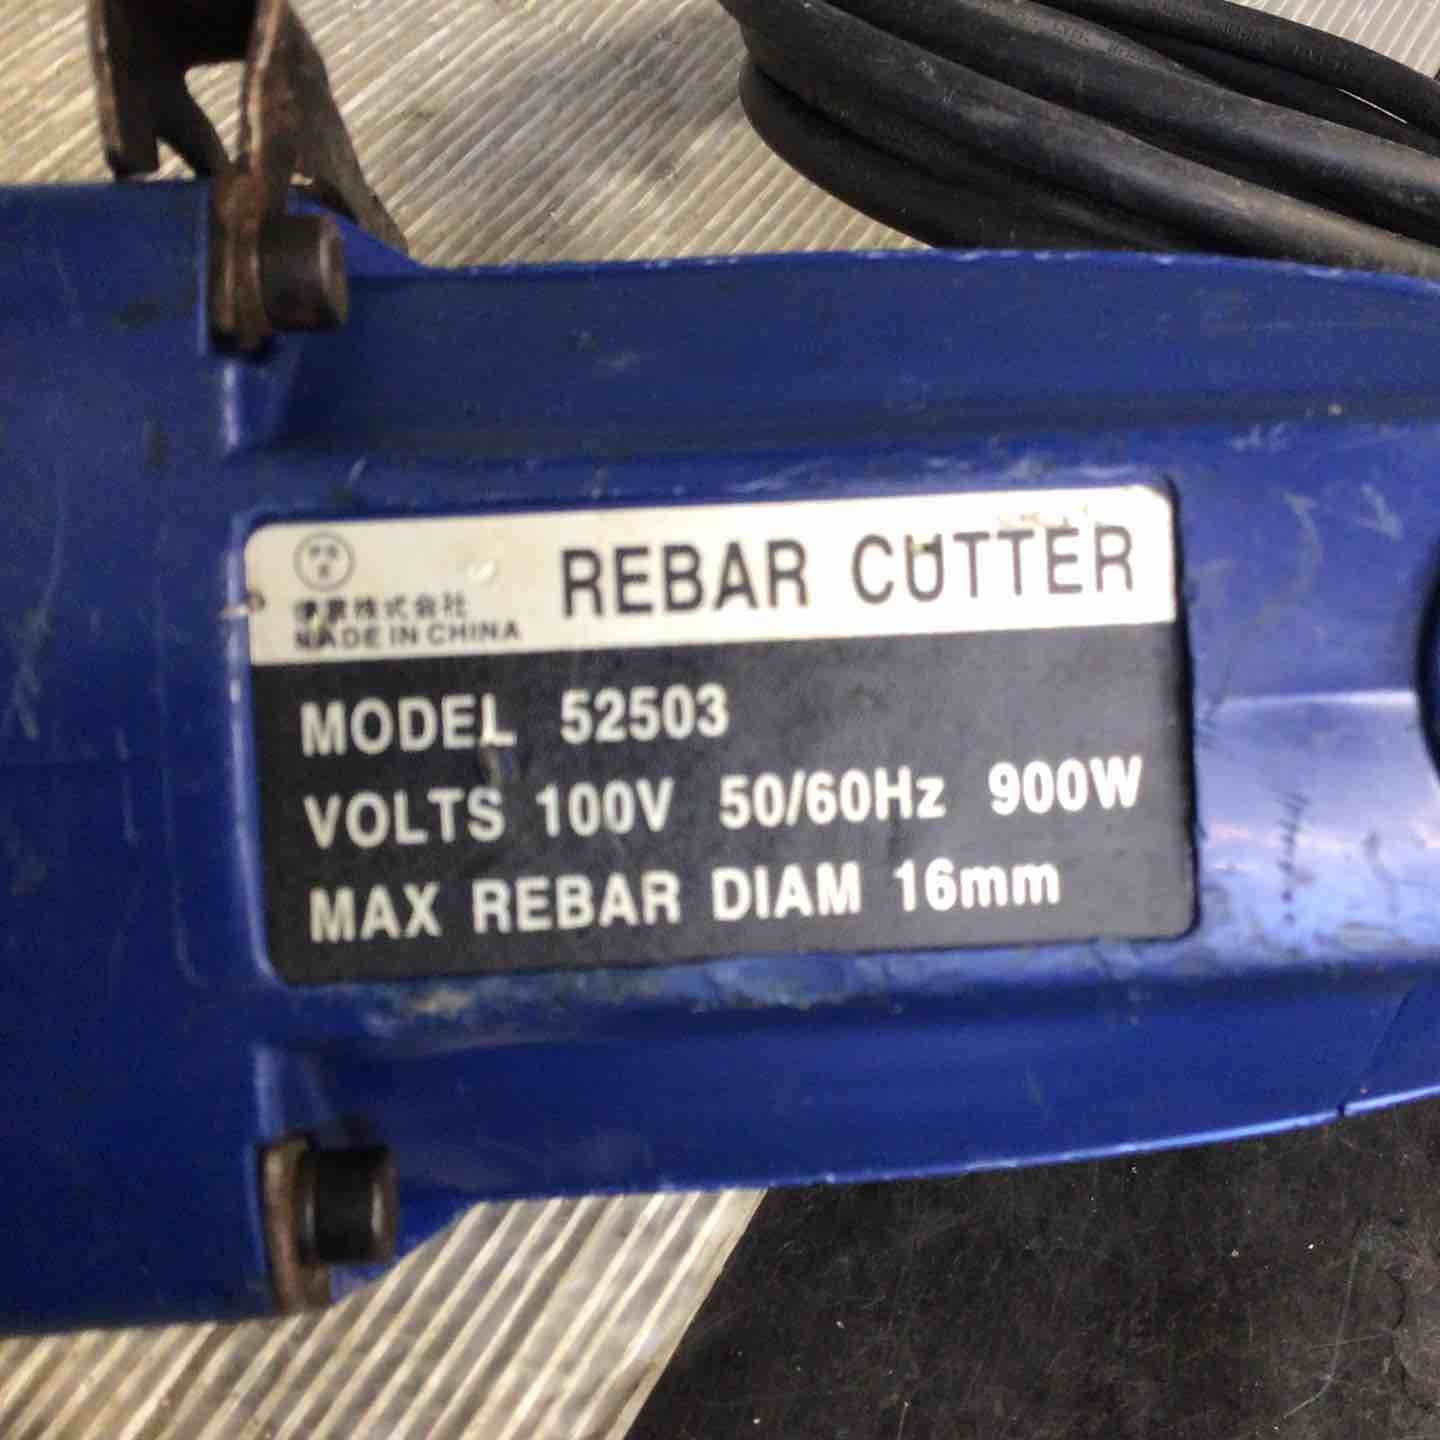 PS
E
REBAR CUTTER
株式会社
MADE IN CHINA
MODEL 52503
VOLTS 100V 50/60Hz 900W
MAX REBAR DIAM 16mm